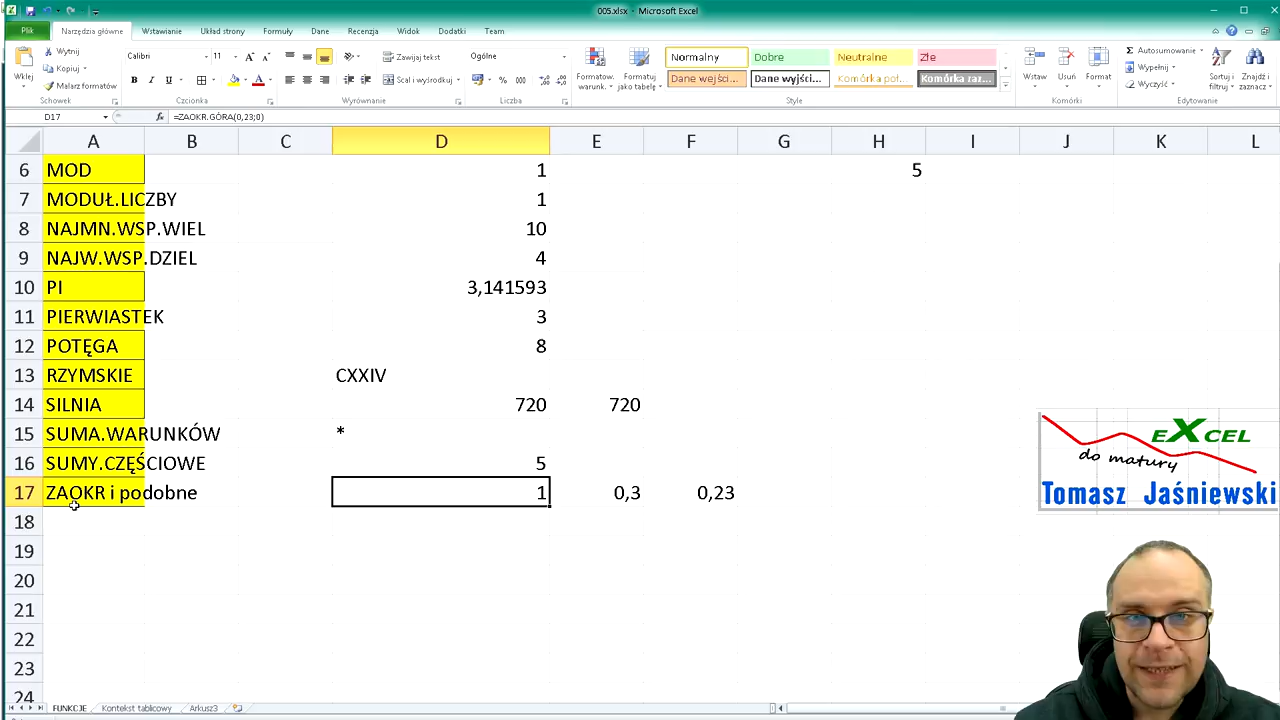 005.xlsx - Microsoft Excel
Plik Narzędzia główne Wstawianie Układ strony Formuły Dane Recenzja Widok Dodatki Team
Wytnij
Kopiuj
Malarz formatów
Wklej
Schowek
Calibri 11
Czcionka
Zawijaj tekst
Scal i wyśrodkuj
Wyrównanie
Ogólne
Liczba
Formatow. warunk.
Formatuj jako tabelę
Normalny Dobre Neutralne Złe
Dane wejśc... Dane wyjści... Komórka poł... Komórka zaz...
Style
Wstaw Usuń Format
Komórki
Autosumowanie
Wypełnij
Wyczyść
Sortuj i filtruj
Znajdź i zaznacz
Edytowanie
D17 fx =ZAOKR.GÓRA(0,23;0)
A B C D E F G H I J K L
6 MOD 1 5
7 MODUŁ.LICZBY 1
8 NAJMN.WSP.WIEL 10
9 NAJW.WSP.DZIEL 4
10 PI 3,141593
11 PIERWIASTEK 3
12 POTĘGA 8
13 RZYMSKIE CXXIV
14 SILNIA 720 720
15 SUMA.WARUNKÓW *
16 SUMY.CZĘŚCIOWE 5
17 ZAOKR i podobne 1 0,3 0,23
18
19
20
21
22
23
24
EXCEL
do matury
Tomasz Jaśniewski
FUNKCJE Kontekst tablicowy Arkusz3